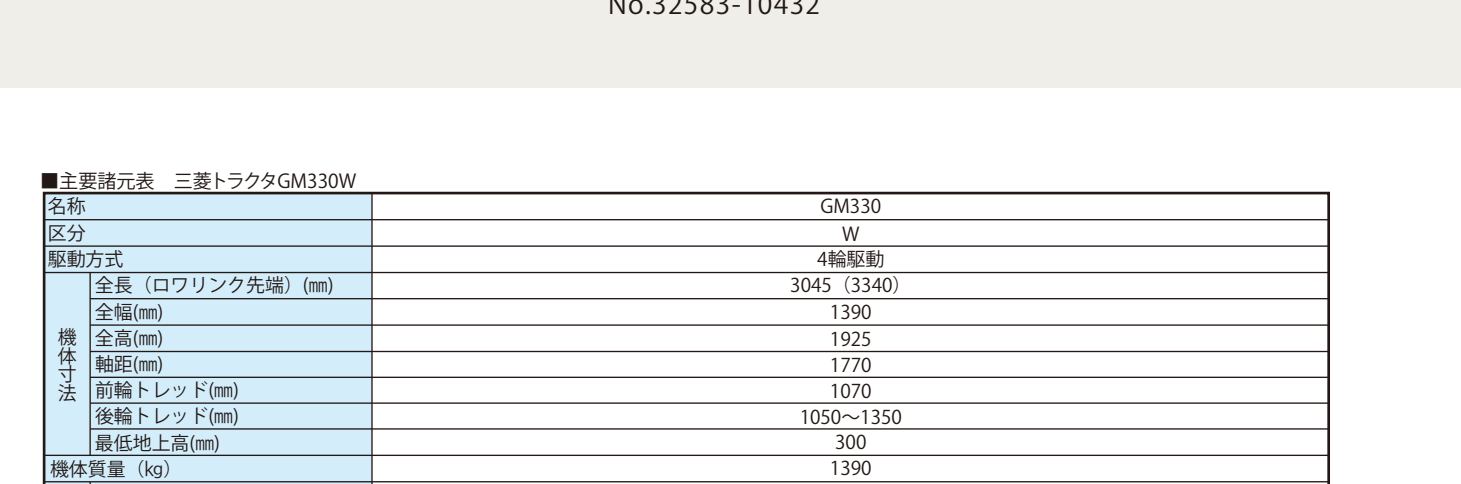 No.32583-10432
■主要諸元表　三菱トラクタGM330W
名称 GM330
区分 W
駆動方式 4輪駆動
機体寸法
全長（ロワリンク先端）(㎜) 3045（3340）
全幅(㎜) 1390
全高(㎜) 1925
軸距(㎜) 1770
前輪トレッド(㎜) 1070
後輪トレッド(㎜) 1050～1350
最低地上高(㎜) 300
機体質量（kg） 1390